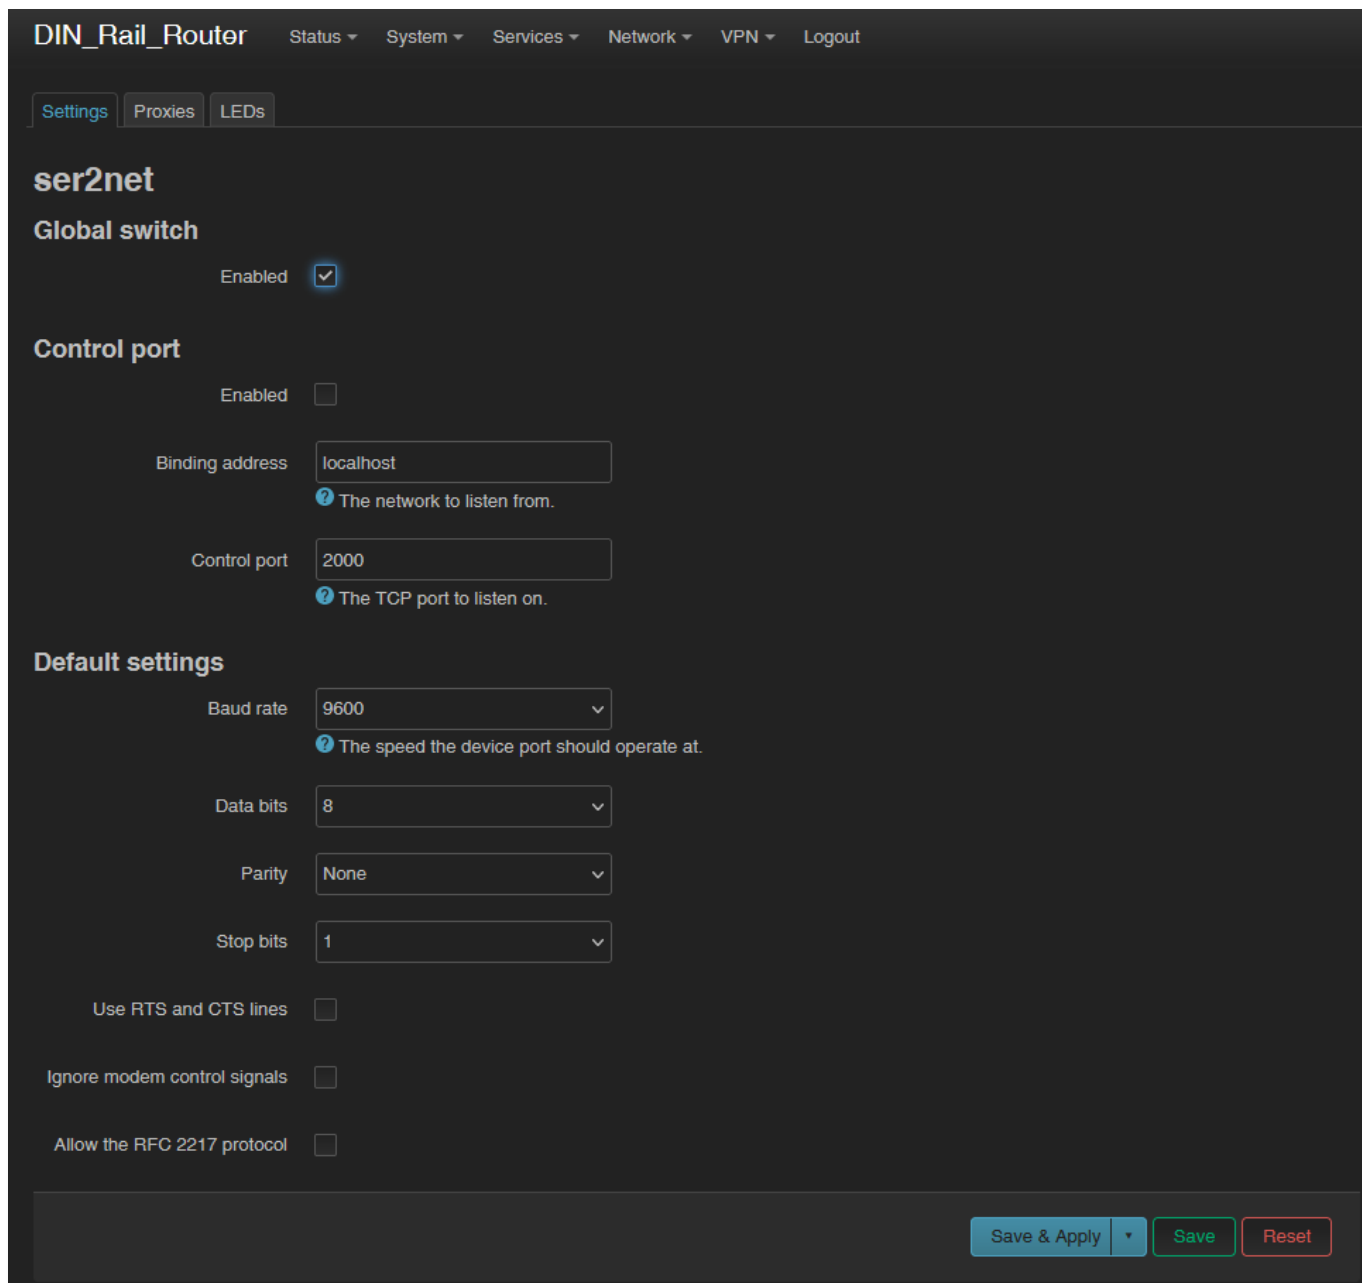 DIN_Rail_Router Status System Services Network VPN Logout
Settings Proxies LEDs
ser2net
Global switch
Enabled
Control port
Enabled
Binding address localhost
The network to listen from.
Control port 2000
The TCP port to listen on.
Default settings
Baud rate 9600
The speed the device port should operate at.
Data bits 8
Parity None
Stop bits 1
Use RTS and CTS lines
Ignore modem control signals
Allow the RFC 2217 protocol
Save & Apply Save Reset